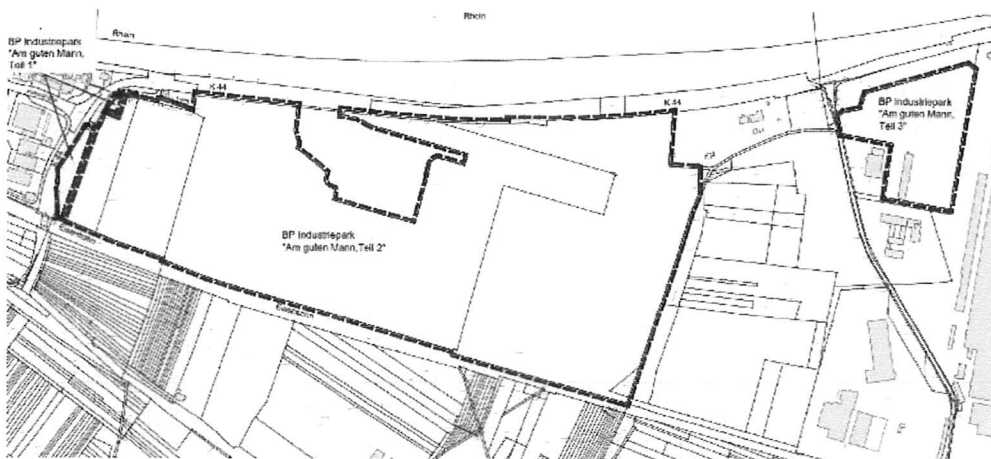 Rhein
Rhein
BP Industriepark
"Am guten Mann,
Teil 1"
K 44
K 44
BP Industriepark
"Am guten Mann,
Teil 3"
BP Industriepark
"Am guten Mann,Teil 2"
Eisenbahn
Eisenbahn